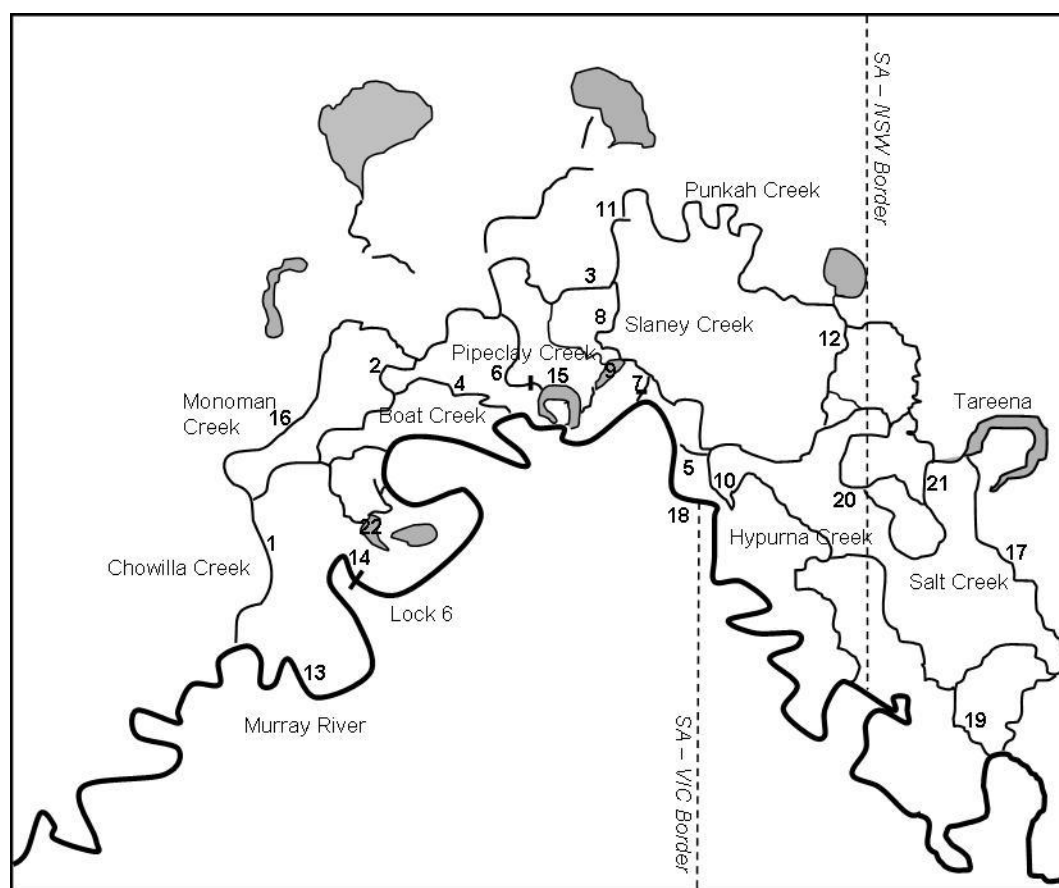 SA – NSW Border
Punkah Creek
11
3
8
Slaney Creek
12
Pipeclay Creek
2
6
15
9
7
4
Monoman
Creek
16
Boat Creek
Tareena
5
10
20
21
18
22
Hypurna Creek
1
14
17
Chowilla Creek
Salt Creek
Lock 6
13
Murray River
19
SA – VIC Border